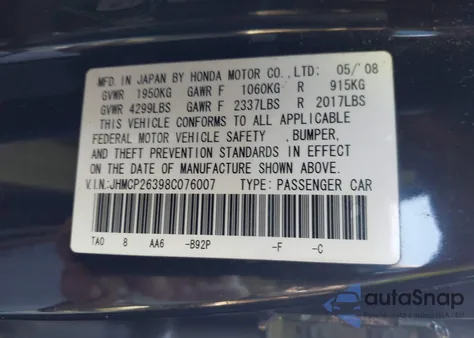 MFD. IN JAPAN BY HONDA MOTOR CO., LTD: 05/'08
GVWR 1950KG GAWR F 1060KG R 915KG
GVWR 4299LBS GAWR F 2337LBS R 2017LBS
THIS VEHICLE CONFORMS TO ALL APPLICABLE
FEDERAL MOTOR VEHICLE SAFETY , BUMPER,
AND THEFT PREVENTION STANDARDS IN EFFECT
ON THE DATE OF MANUFACTURE SHOWN ABOVE.
V.I.N.:JHMCP26398C076007 TYPE: PASSENGER CAR
TA0 8 AA6 -B92P -F -C
autoSnap